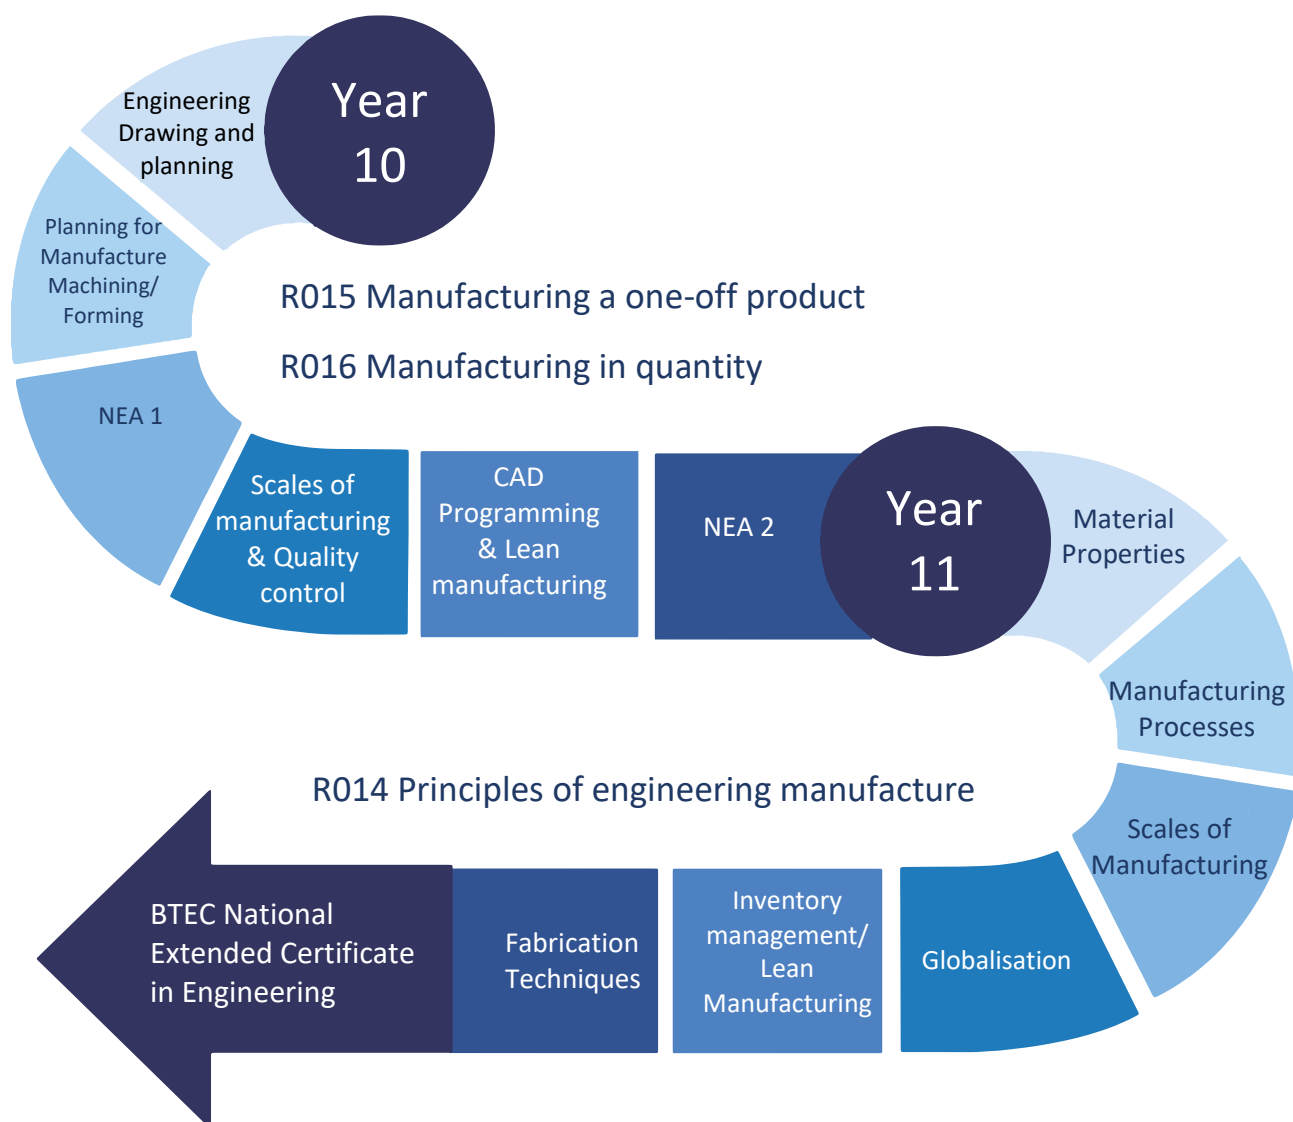 Year
10
Engineering
Drawing and
planning
Planning for
Manufacture
Machining/
Forming
R015 Manufacturing a one-off product
R016 Manufacturing in quantity
NEA 1
Scales of
manufacturing
& Quality
control
CAD
Programming
& Lean
manufacturing
NEA 2
Year
11
Material
Properties
Manufacturing
Processes
Scales of
Manufacturing
R014 Principles of engineering manufacture
Globalisation
Inventory
management/
Lean
Manufacturing
Fabrication
Techniques
BTEC National
Extended Certificate
in Engineering